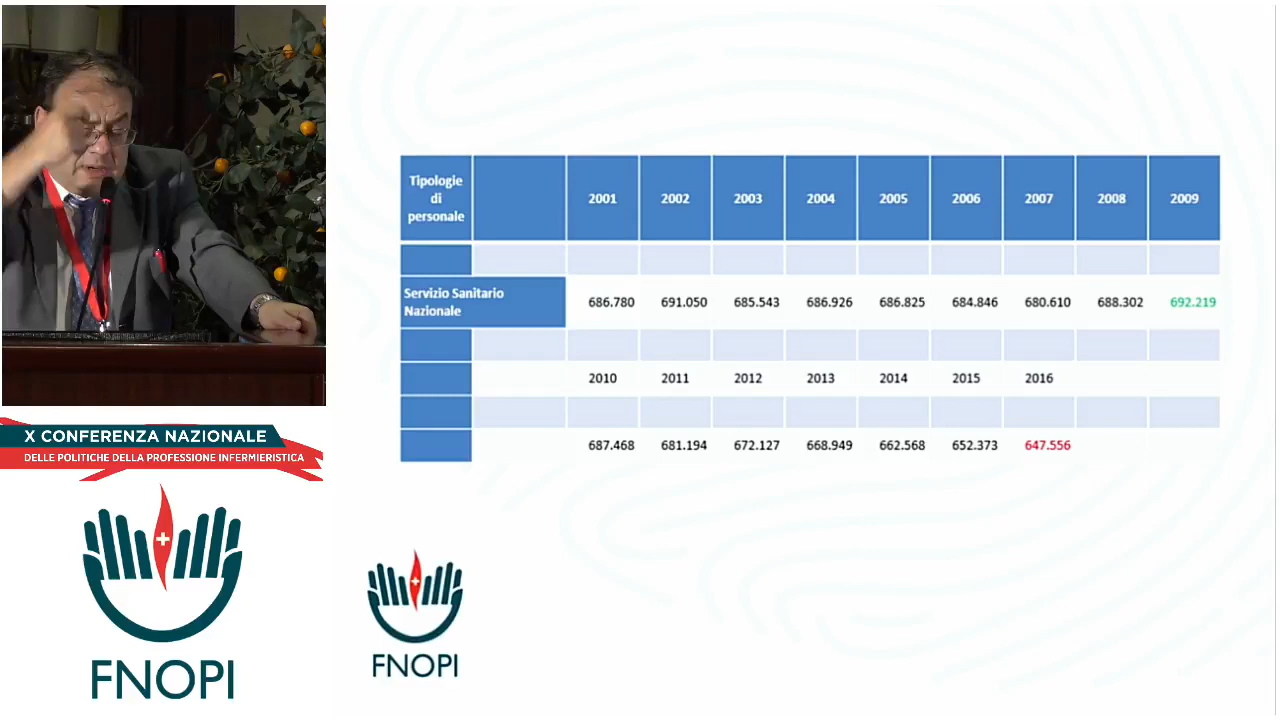 Tipologie
di
personale
2001 2002 2003 2004 2005 2006 2007 2008 2009
Servizio Sanitario
Nazionale
686.780 691.050 685.543 686.926 686.825 684.846 680.610 688.302 692.219
2010 2011 2012 2013 2014 2015 2016
687.468 681.194 672.127 668.949 662.568 652.373 647.556
X CONFERENZA NAZIONALE
DELLE POLITICHE DELLA PROFESSIONE INFERMIERISTICA
FNOPI
FNOPI